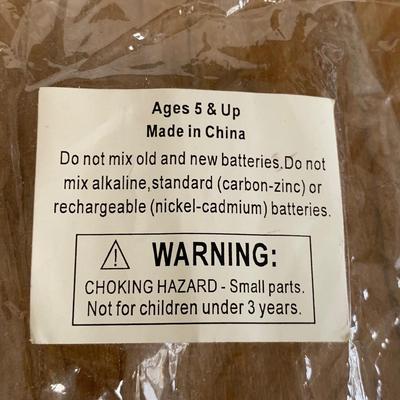 Ages 5 & Up
Made in China
Do not mix old and new batteries.Do not
mix alkaline,standard (carbon-zinc) or
rechargeable (nickel-cadmium) batteries.
WARNING:
CHOKING HAZARD - Small parts.
Not for children under 3 years.